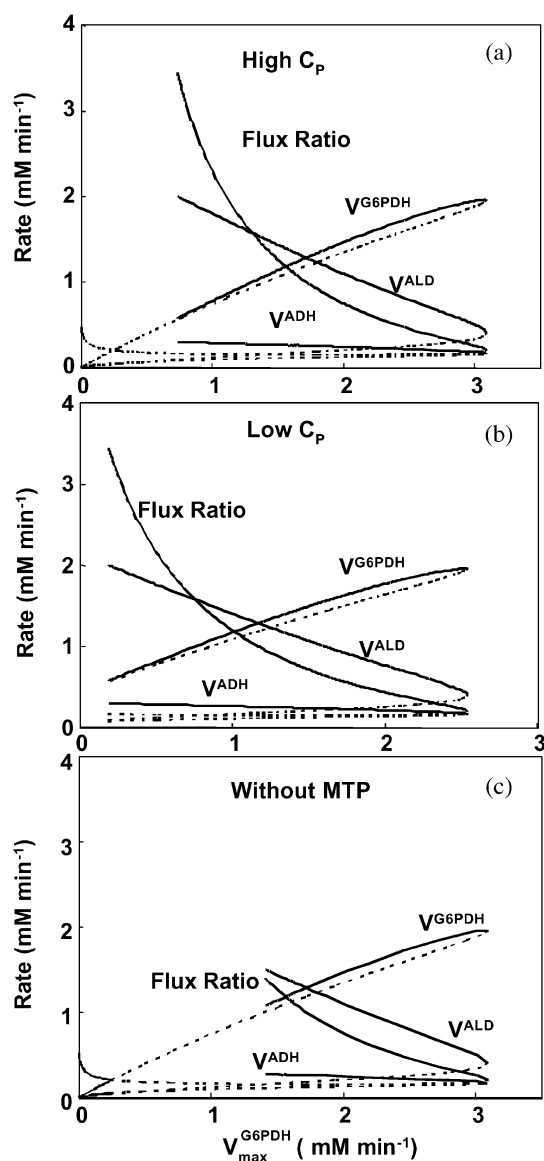 (a)
High C_P
Flux Ratio
V^G6PDH
V^ALD
V^ADH
Rate (mM min⁻¹)
4
3
2
1
0
0 1 2 3
(b)
Low C_P
Flux Ratio
V^G6PDH
V^ALD
V^ADH
Rate (mM min⁻¹)
4
3
2
1
0
0 1 2 3
(c)
Without MTP
V^G6PDH
Flux Ratio
V^ALD
V^ADH
Rate (mM min⁻¹)
4
3
2
1
0
0 1 2 3
V_max^G6PDH ( mM min⁻¹)